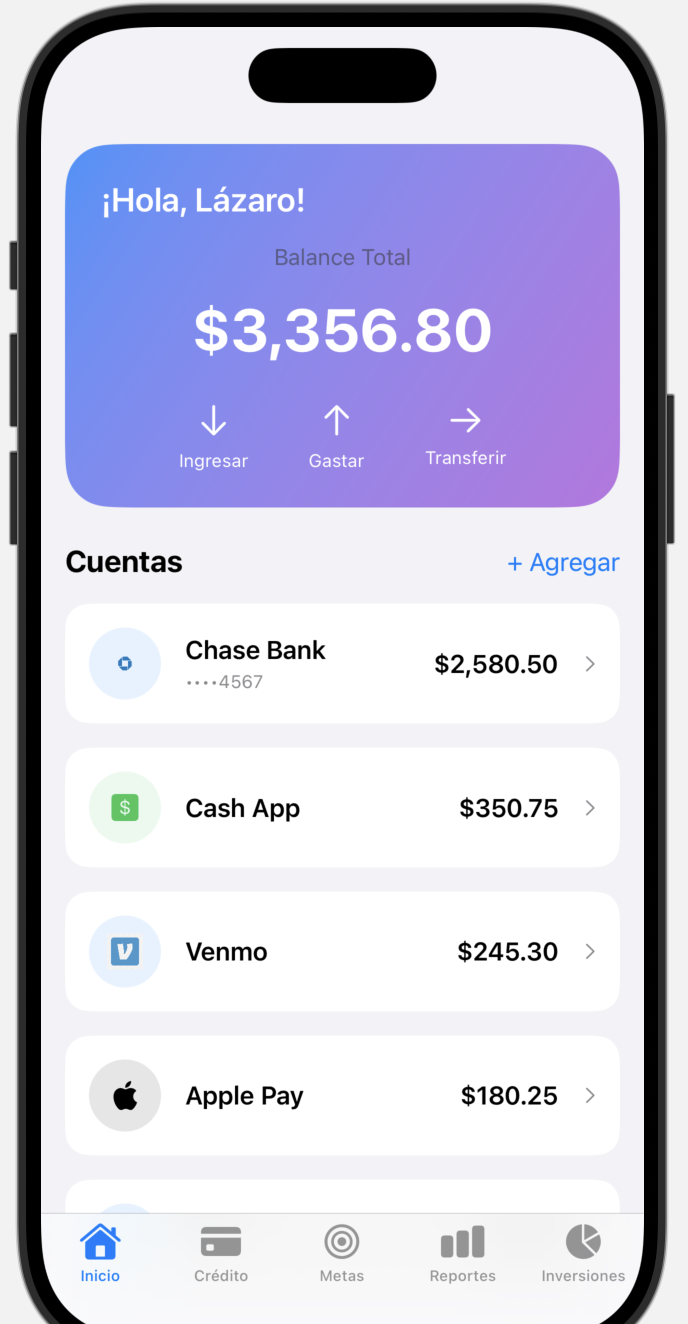 ¡Hola, Lázaro!
Balance Total
$3,356.80
Ingresar Gastar Transferir
Cuentas + Agregar
Chase Bank
$2,580.50
••••4567
$ Cash App $350.75
V Venmo $245.30
Apple Pay $180.25
Inicio Crédito Metas Reportes Inversiones